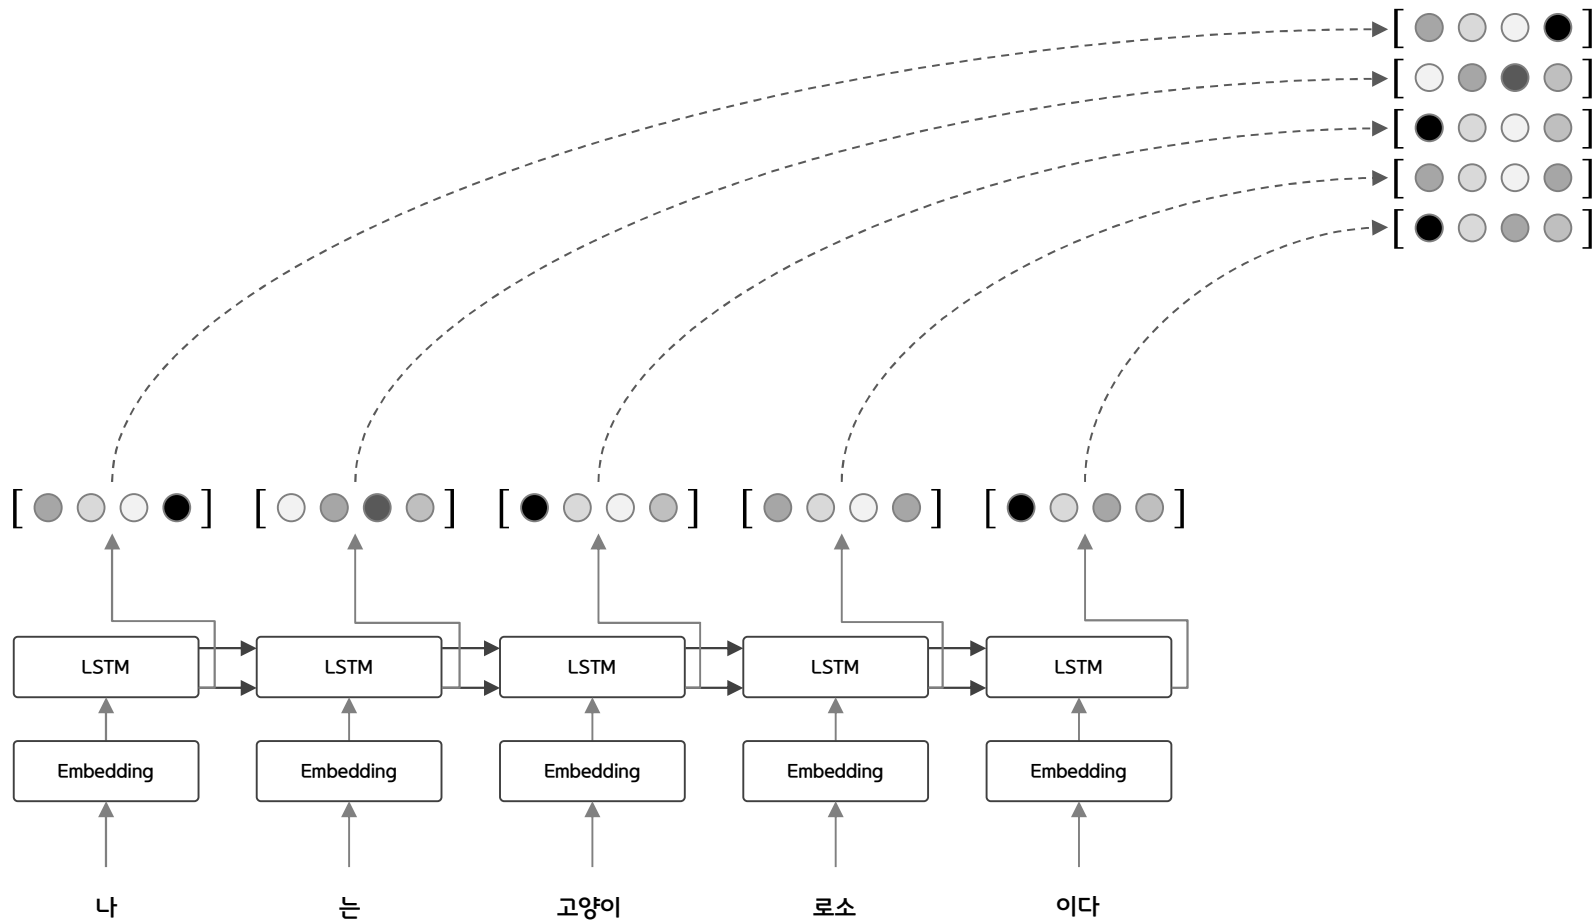 LSTM LSTM LSTM LSTM LSTM
Embedding Embedding Embedding Embedding Embedding
나 는 고양이 로소 이다